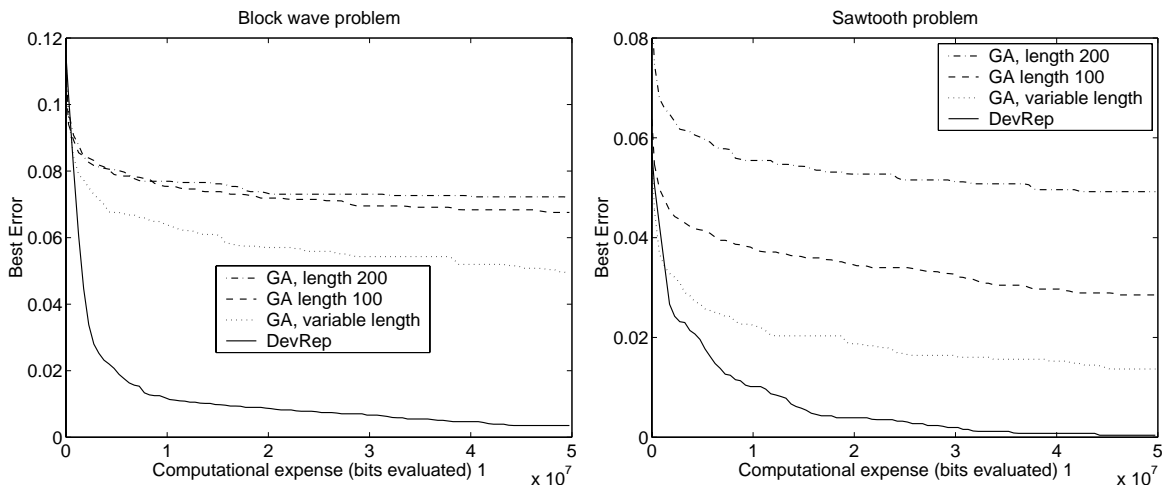 Block wave problem
0.12
0.1
0.08
0.06
0.04
0.02
0
Best Error
GA, length 200
GA length 100
GA, variable length
DevRep
0 1 2 3 4 5
Computational expense (bits evaluated) 1
x 10^7
Sawtooth problem
0.08
0.06
0.04
0.02
0
Best Error
GA, length 200
GA length 100
GA, variable length
DevRep
0 1 2 3 4 5
Computational expense (bits evaluated) 1
x 10^7